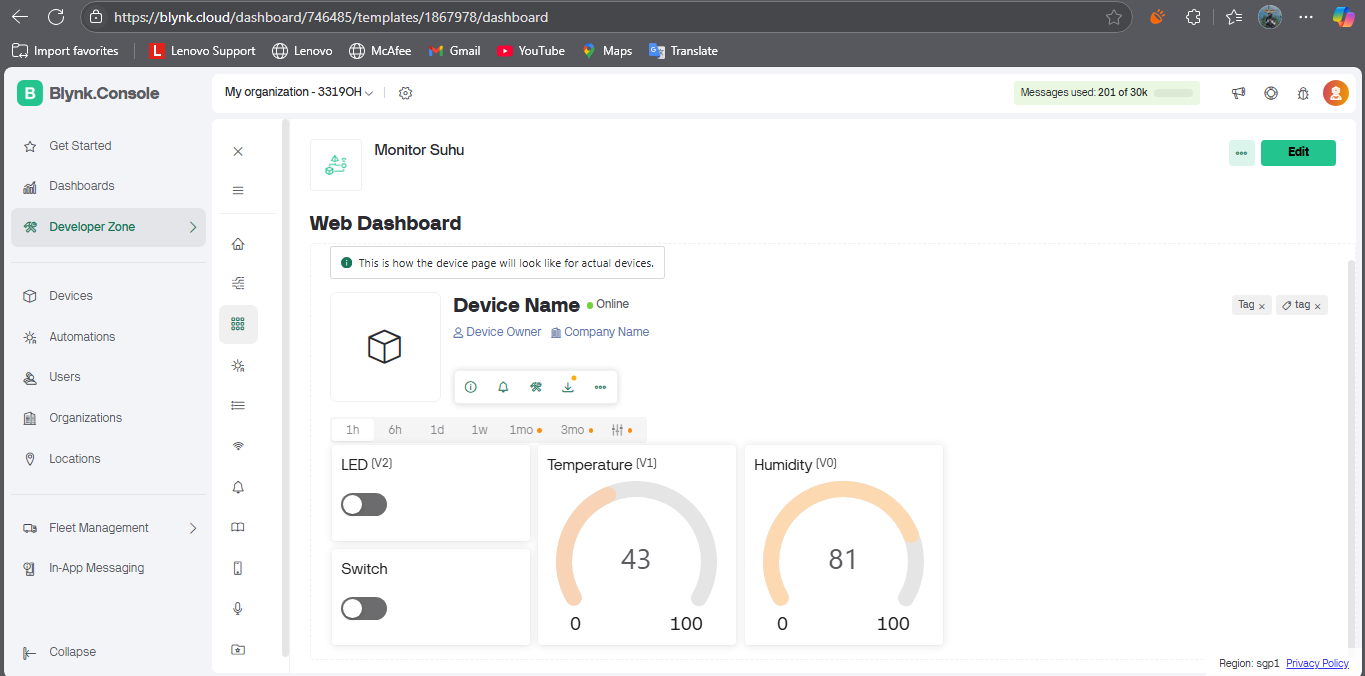 https://blynk.cloud/dashboard/746485/templates/1867978/dashboard
Import favorites
L Lenovo Support
Lenovo
McAfee
Gmail
YouTube
Maps
Translate
B Blynk.Console
My organization - 3319OH
Messages used: 201 of 30k
Get Started
Dashboards
Developer Zone
Devices
Automations
Users
Organizations
Locations
Fleet Management
In-App Messaging
Collapse
Monitor Suhu
Edit
Web Dashboard
This is how the device page will look like for actual devices.
Device Name Online
Device Owner Company Name
Tag × tag ×
1h 6h 1d 1w 1mo 3mo
LED (V2)
Switch
Temperature (V1)
43
0 100
Humidity (V0)
81
0 100
Region: sgp1 Privacy Policy